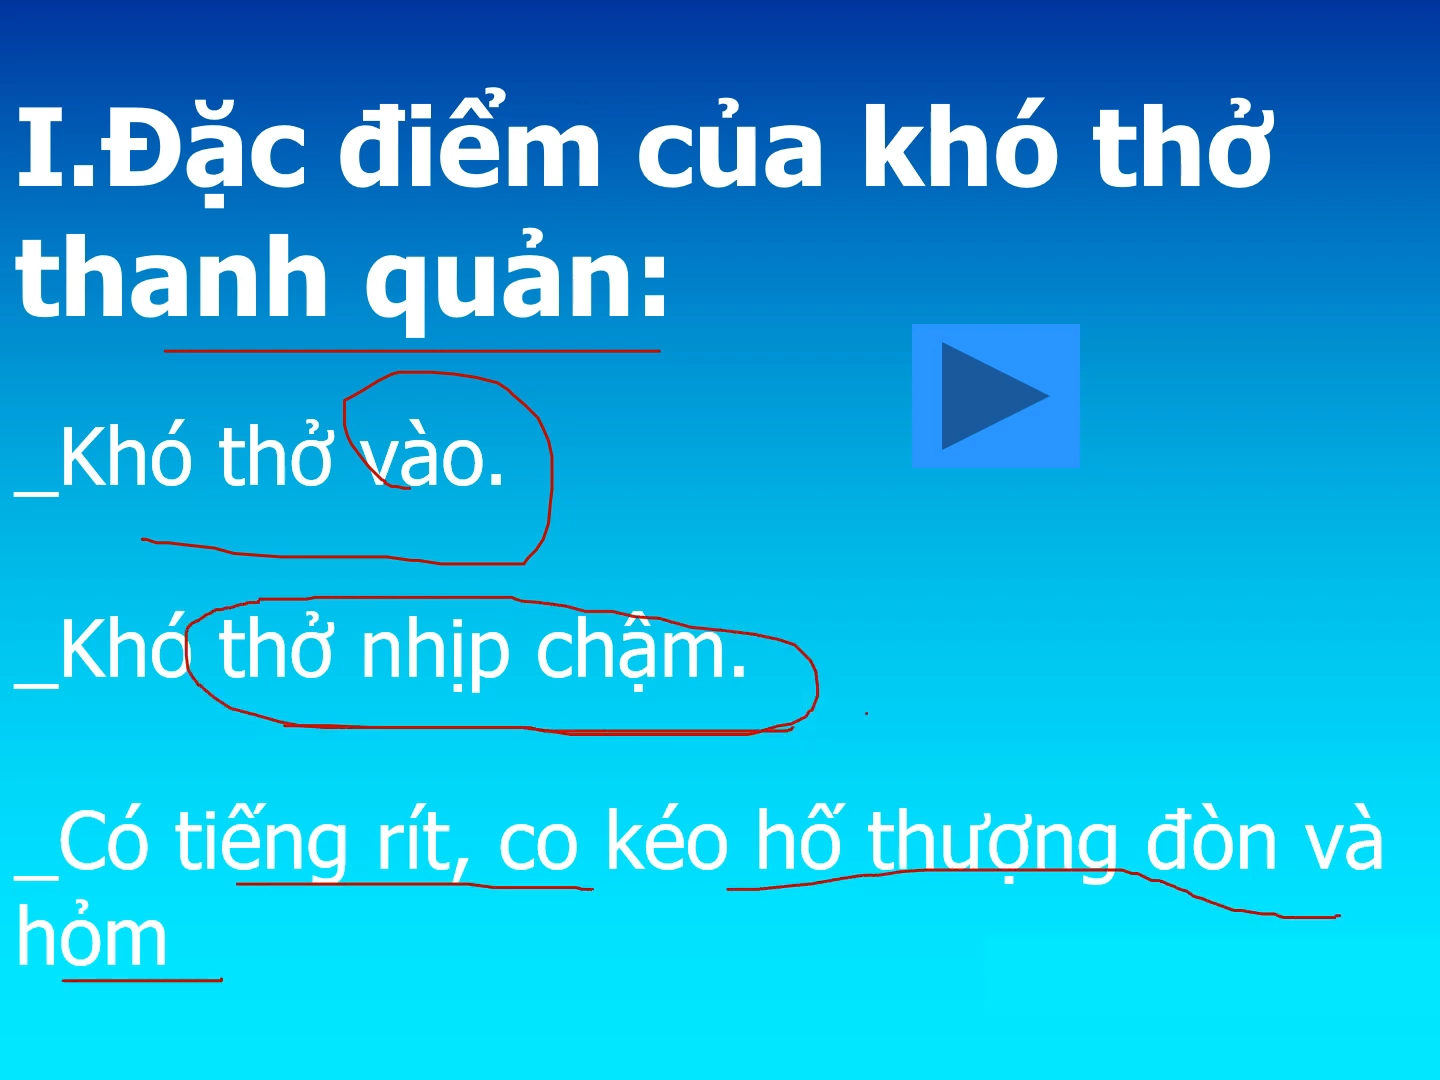 I.Đặc điểm của khó thở
thanh quản:
_Khó thở vào.
_Khó thở nhịp chậm.
_Có tiếng rít, co kéo hố thượng đòn và
hỏm